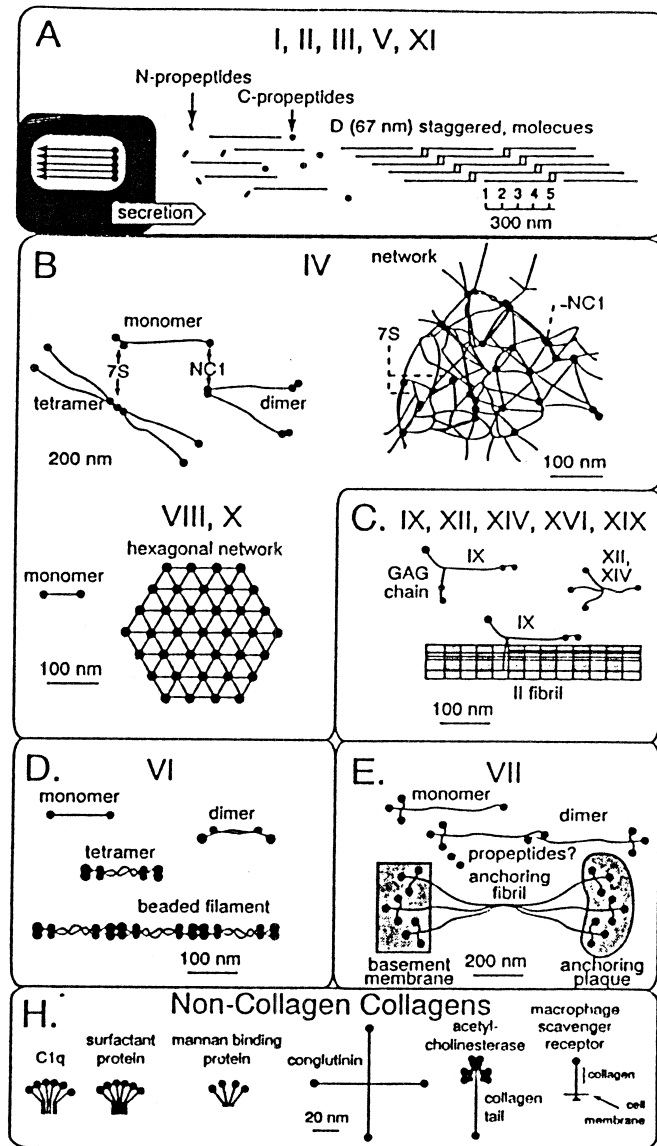 A
I, II, III, V, XI
N-propeptides
C-propeptides
D (67 nm) staggered, molecues
secretion
1 2 3 4 5
300 nm
B
IV
network
monomer
-NC1
7S
7S
NC1
tetramer
dimer
200 nm
100 nm
VIII, X
hexagonal network
monomer
100 nm
C. IX, XII, XIV, XVI, XIX
IX
GAG
chain
XII,
XIV
IX
II fibril
100 nm
D.
VI
monomer
dimer
tetramer
beaded filament
100 nm
E.
VII
monomer
dimer
propeptides?
anchoring
fibril
basement
membrane
200 nm
anchoring
plaque
H.
Non-Collagen Collagens
C1q
surfactant
protein
mannan binding
protein
conglutinin
20 nm
acetyl-
cholinesterase
collagen
tail
macrophage
scavenger
receptor
collagen
cell
membrane